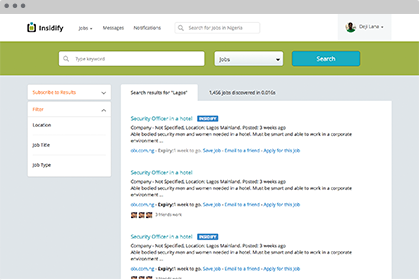 Insidify
Jobs
Messages
Notifications
Search for jobs in Nigeria
Deji Lana
Type keyword
Jobs
Search
Subscribe to Results
Filter
Location
Job Title
Job Type
Search results for "Lagos"
1,456 jobs discovered in 0.016s
Security Officer in a hotel INSIDIFY
Company - Not Specified, Location: Lagos Mainland, Posted: 3 weeks ago
Able bodied security men and women needed in a hotel. Must be smart and able to work in a corporate
environment ...
olx.com.ng - Expiry:1 week to go. Save job - Email to a friend - Apply for this job
Security Officer in a hotel INSIDIFY
Company - Not Specified, Location: Lagos Mainland, Posted: 3 weeks ago
Able bodied security men and women needed in a hotel. Must be smart and able to work in a corporate
environment ...
olx.com.ng - Expiry:1 week to go. Save job - Email to a friend - Apply for this job
3 friends work
Security Officer in a hotel INSIDIFY
Company - Not Specified, Location: Lagos Mainland, Posted: 3 weeks ago
Able bodied security men and women needed in a hotel. Must be smart and able to work in a corporate
environment ...
olx.com.ng - Expiry:1 week to go. Save job - Email to a friend - Apply for this job